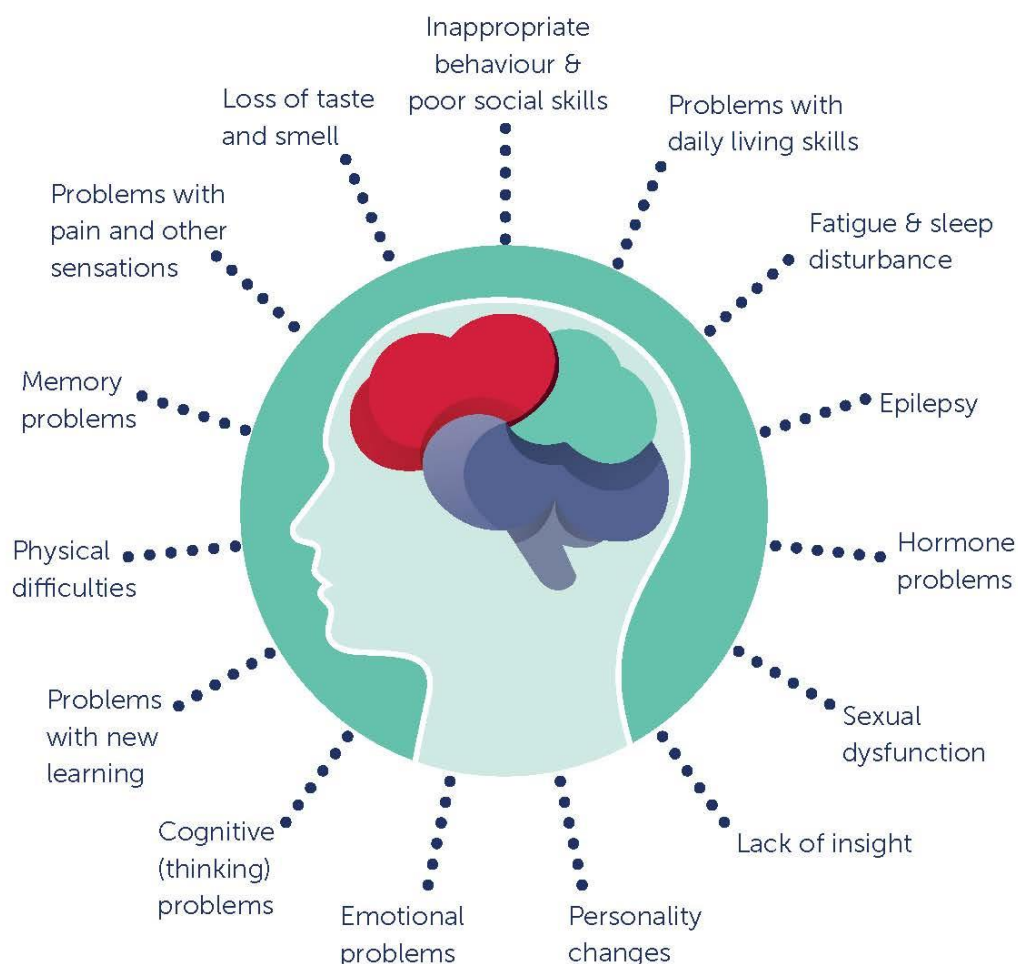 Inappropriate
behaviour &
poor social skills
Problems with
daily living skills
Fatigue & sleep
disturbance
Epilepsy
Hormone
problems
Sexual
dysfunction
Lack of insight
Personality
changes
Emotional
problems
Cognitive
(thinking)
problems
Problems
with new
learning
Physical
difficulties
Memory
problems
Problems with
pain and other
sensations
Loss of taste
and smell